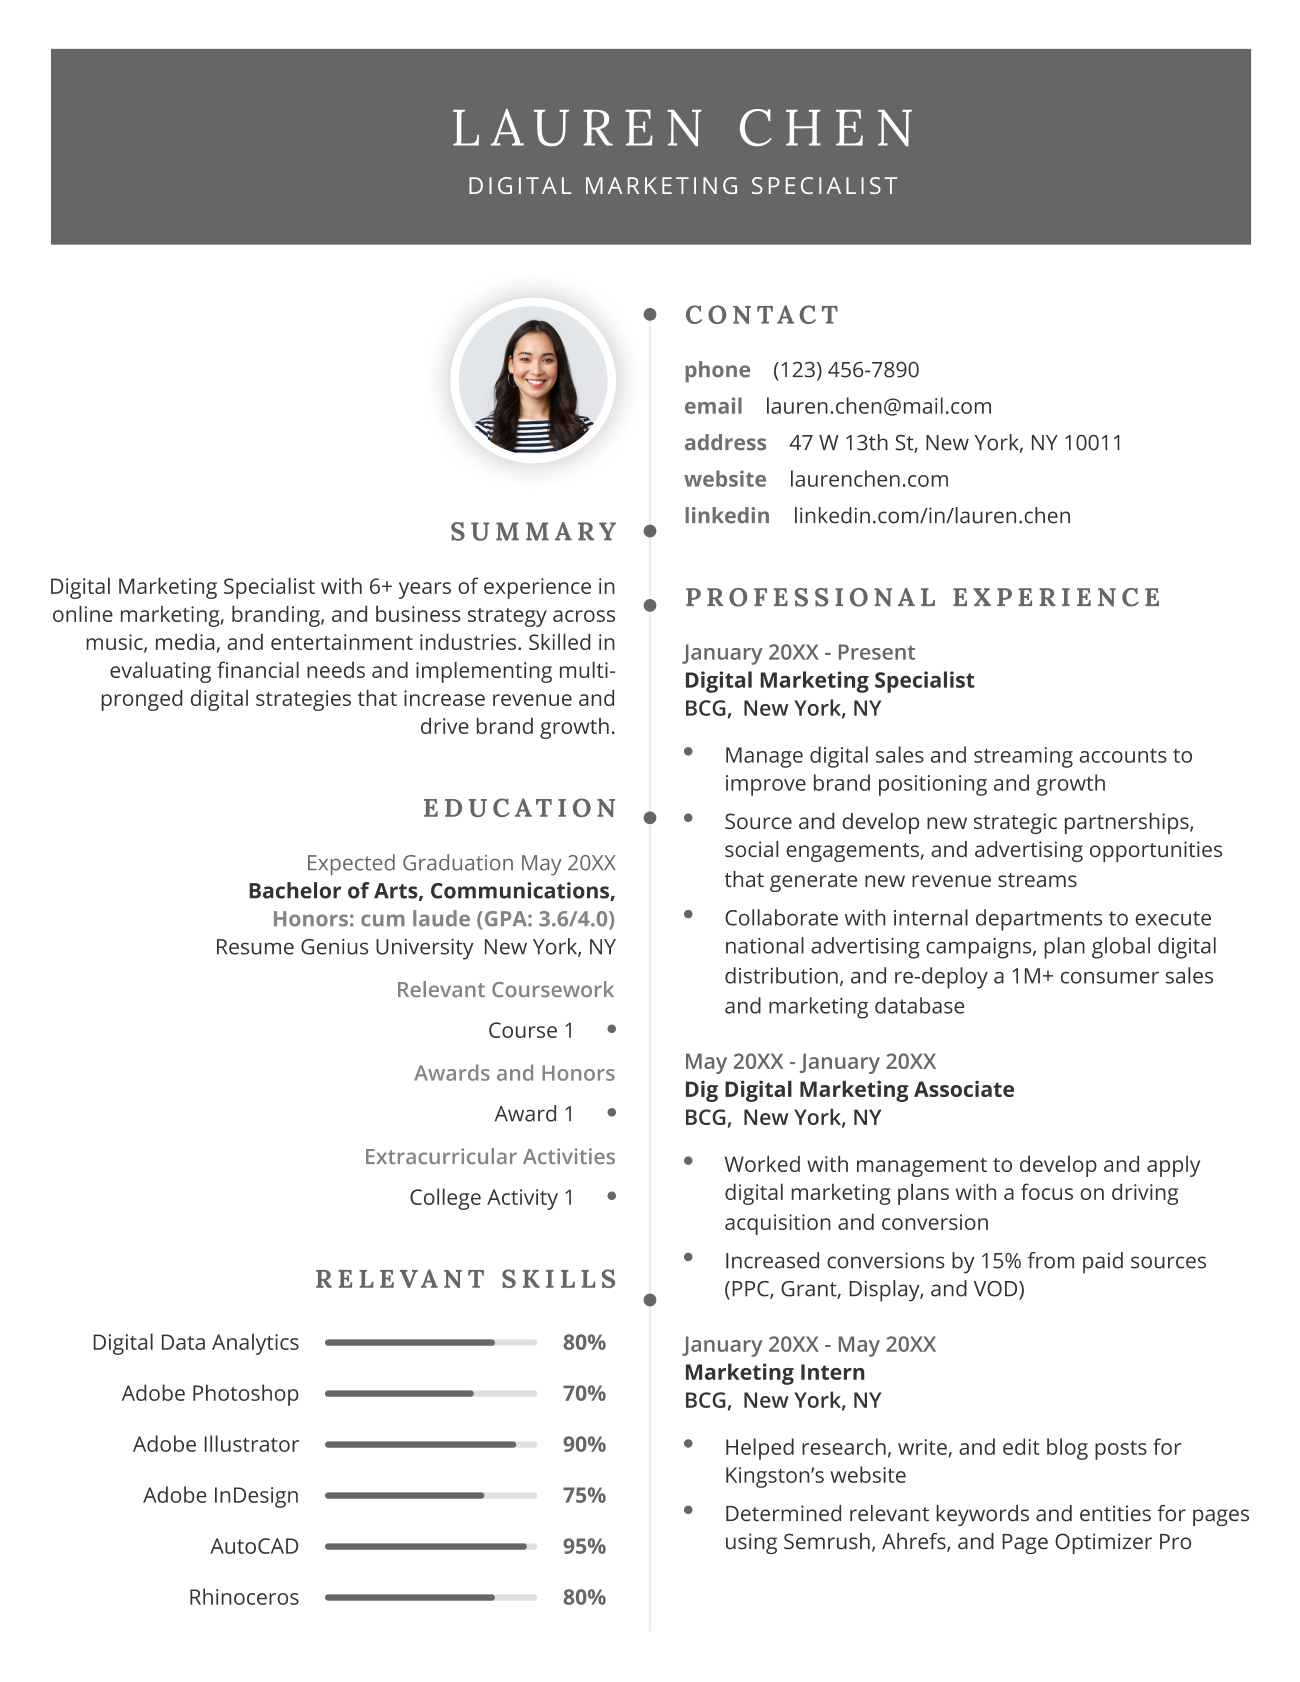 LAUREN CHEN
DIGITAL MARKETING SPECIALIST
SUMMARY
Digital Marketing Specialist with 6+ years of experience in
online marketing, branding, and business strategy across
music, media, and entertainment industries. Skilled in
evaluating financial needs and implementing multi-
pronged digital strategies that increase revenue and
drive brand growth.
EDUCATION
Expected Graduation May 20XX
Bachelor of Arts, Communications,
Honors: cum laude (GPA: 3.6/4.0)
Resume Genius University New York, NY
Relevant Coursework
Course 1 •
Awards and Honors
Award 1 •
Extracurricular Activities
College Activity 1 •
RELEVANT SKILLS
Digital Data Analytics 80%
Adobe Photoshop 70%
Adobe Illustrator 90%
Adobe InDesign 75%
AutoCAD 95%
Rhinoceros 80%
CONTACT
phone (123) 456-7890
email lauren.chen@mail.com
address 47 W 13th St, New York, NY 10011
website laurenchen.com
linkedin linkedin.com/in/lauren.chen
PROFESSIONAL EXPERIENCE
January 20XX - Present
Digital Marketing Specialist
BCG, New York, NY
• Manage digital sales and streaming accounts to
improve brand positioning and growth
• Source and develop new strategic partnerships,
social engagements, and advertising opportunities
that generate new revenue streams
• Collaborate with internal departments to execute
national advertising campaigns, plan global digital
distribution, and re-deploy a 1M+ consumer sales
and marketing database
May 20XX - January 20XX
Dig Digital Marketing Associate
BCG, New York, NY
• Worked with management to develop and apply
digital marketing plans with a focus on driving
acquisition and conversion
• Increased conversions by 15% from paid sources
(PPC, Grant, Display, and VOD)
January 20XX - May 20XX
Marketing Intern
BCG, New York, NY
• Helped research, write, and edit blog posts for
Kingston’s website
• Determined relevant keywords and entities for pages
using Semrush, Ahrefs, and Page Optimizer Pro